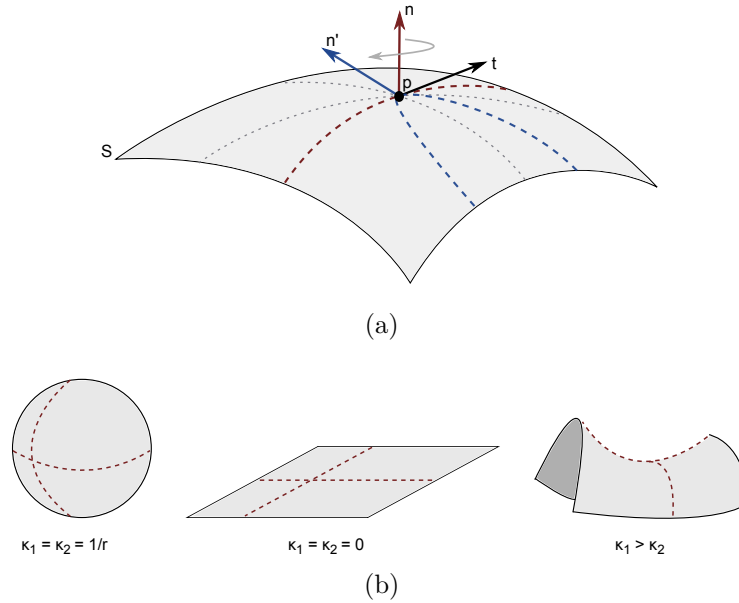 n
n'
t
p
S
(a)
κ₁ = κ₂ = 1/r
κ₁ = κ₂ = 0
κ₁ > κ₂
(b)